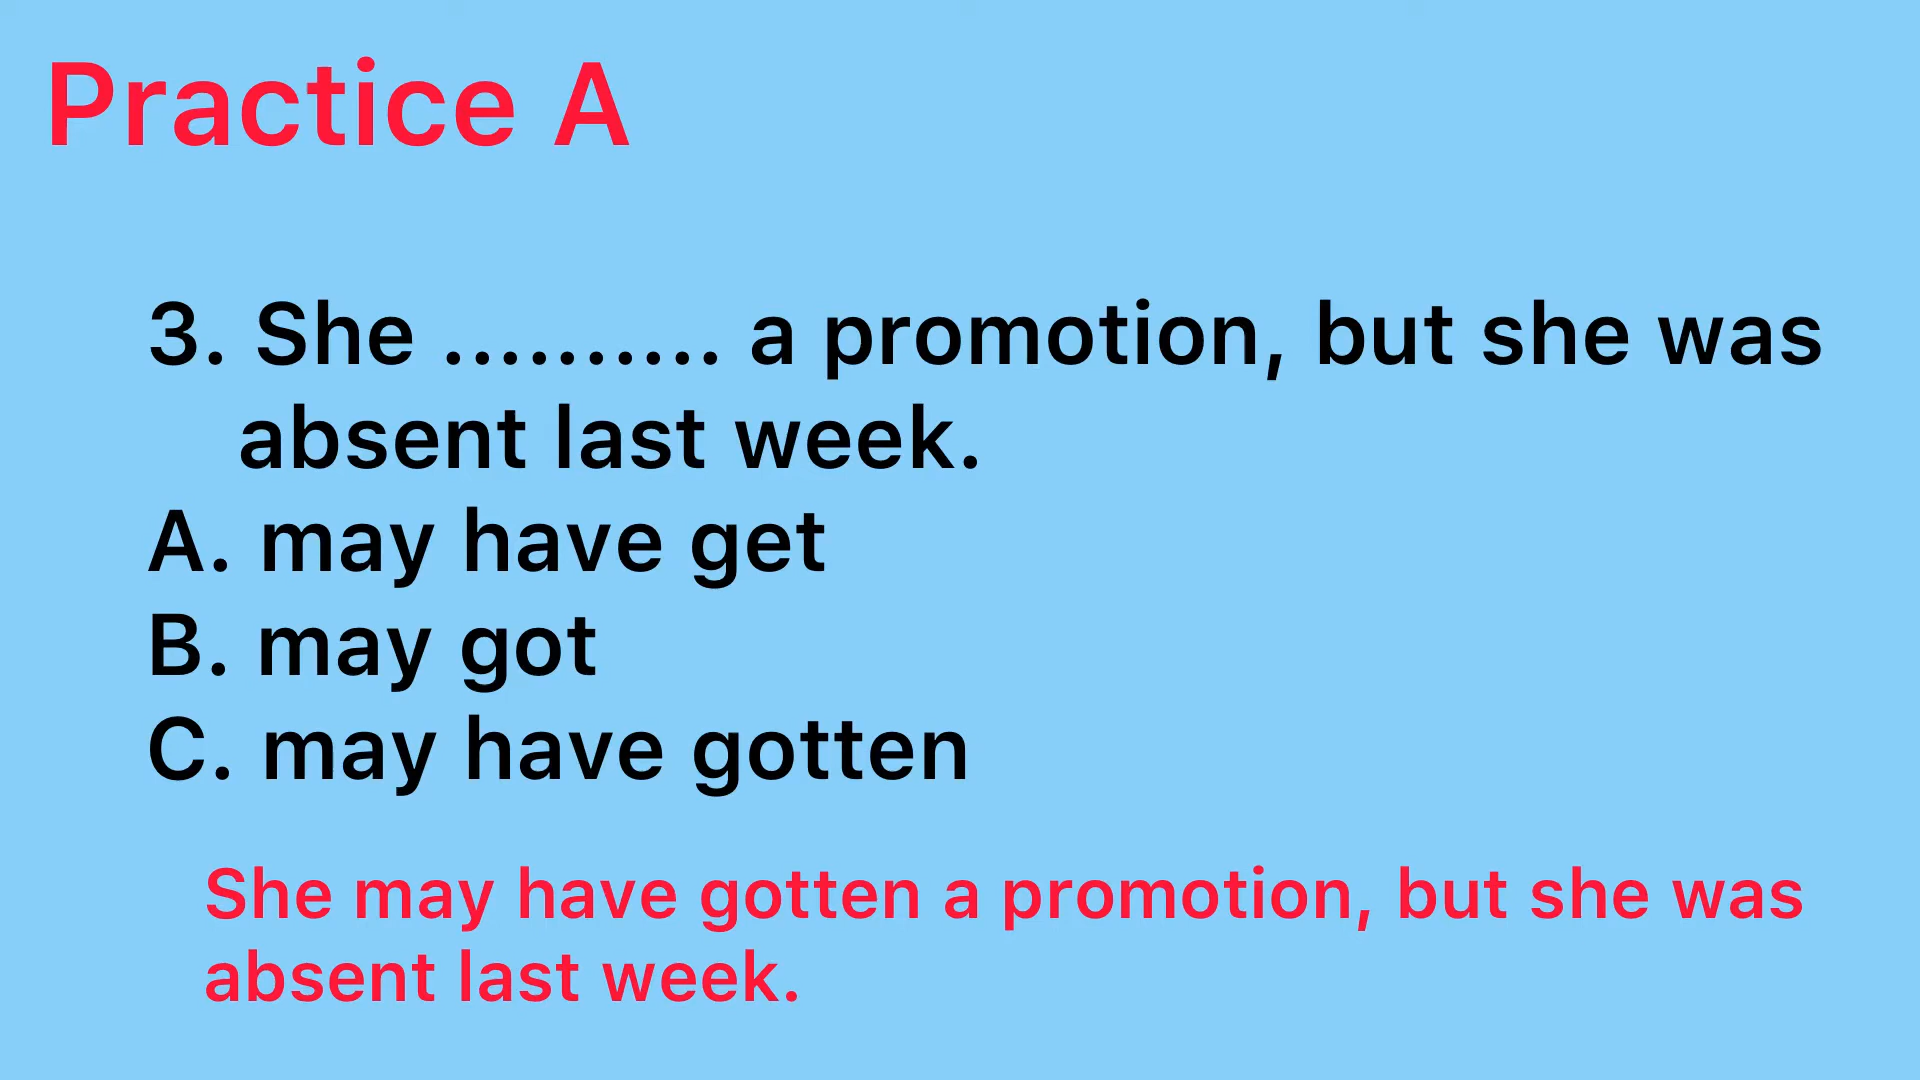 Practice A
3. She .......... a promotion, but she was
absent last week.
A. may have get
B. may got
C. may have gotten
She may have gotten a promotion, but she was
absent last week.